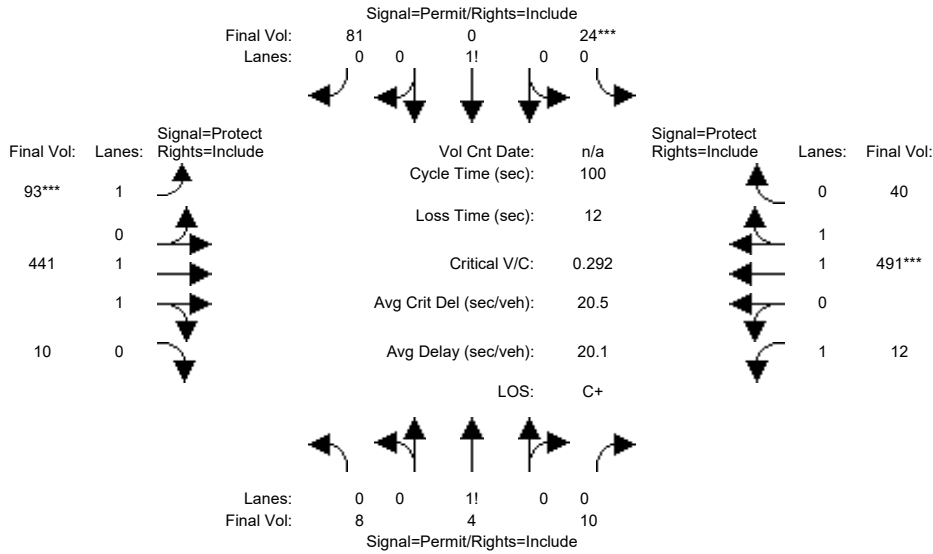 Signal=Permit/Rights=Include
Final Vol: 81 0 24***
Lanes: 0 0 1! 0 0
Signal=Protect Signal=Protect
Final Vol: Lanes: Rights=Include Vol Cnt Date: n/a Rights=Include Lanes: Final Vol:
Cycle Time (sec): 100
93*** 1 0 40
Loss Time (sec): 12
0 1
441 1 Critical V/C: 0.292 1 491***
1 Avg Crit Del (sec/veh): 20.5 0
10 0 Avg Delay (sec/veh): 20.1 1 12
LOS: C+
Lanes: 0 0 1! 0 0
Final Vol: 8 4 10
Signal=Permit/Rights=Include